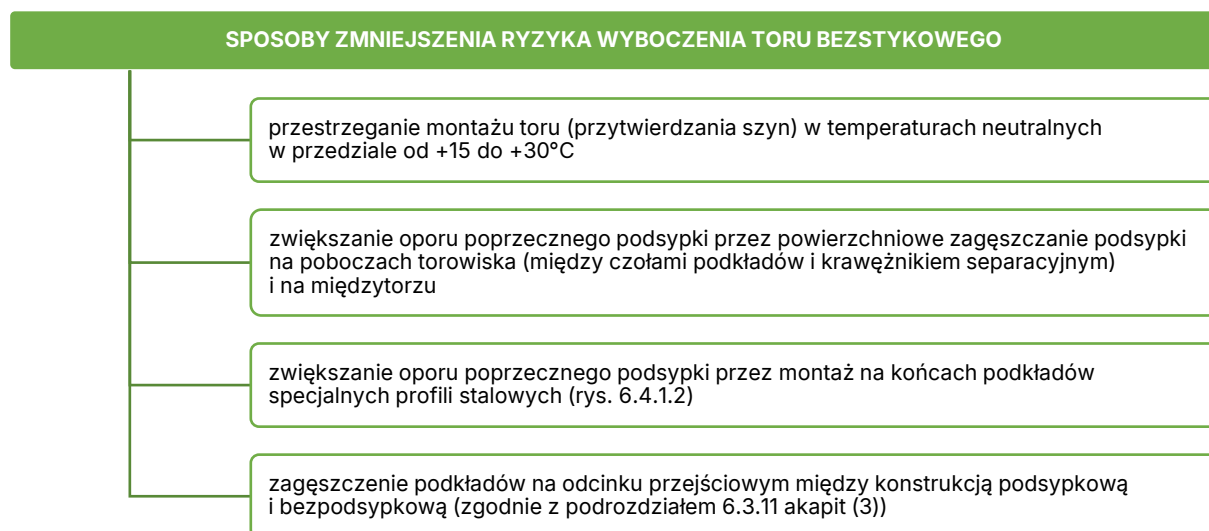 SPOSOBY ZMNIEJSZENIA RYZYKA WYBOCZENIA TORU BEZSTYKOWEGO
przestrzeganie montażu toru (przytwierdzania szyn) w temperaturach neutralnych
w przedziale od +15 do +30°C
zwiększanie oporu poprzecznego podsypki przez powierzchniowe zagęszczanie podsypki
na poboczach torowiska (między czołami podkładów i krawężnikiem separacyjnym)
i na międzytorzu
zwiększanie oporu poprzecznego podsypki przez montaż na końcach podkładów
specjalnych profili stalowych (rys. 6.4.1.2)
zagęszczenie podkładów na odcinku przejściowym między konstrukcją podsypkową
i bezpodsypkową (zgodnie z podrozdziałem 6.3.11 akapit (3))